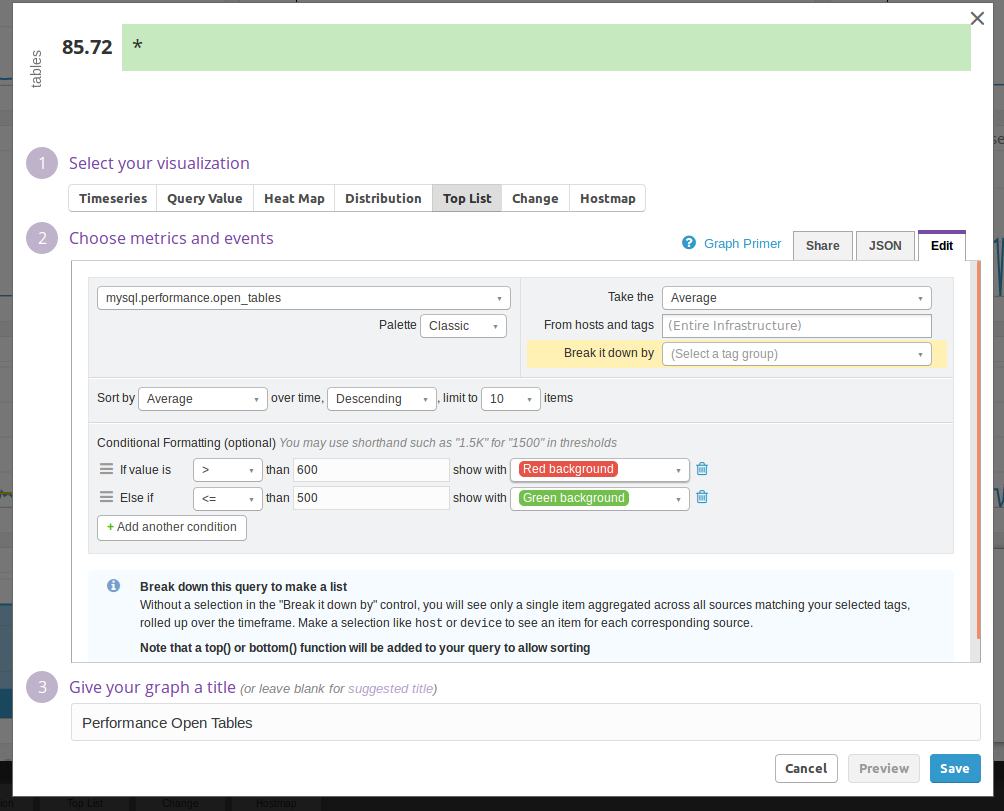 tables
85.72 *
1 Select your visualization
Timeseries Query Value Heat Map Distribution Top List Change Hostmap
2 Choose metrics and events
? Graph Primer Share JSON Edit
mysql.performance.open_tables
Take the Average
Palette Classic
From hosts and tags (Entire Infrastructure)
Break it down by (Select a tag group)
Sort by Average over time, Descending , limit to 10 items
Conditional Formatting (optional) You may use shorthand such as "1.5K" for "1500" in thresholds
If value is > than 600 show with Red background
Else if <= than 500 show with Green background
+ Add another condition
i Break down this query to make a list
Without a selection in the "Break it down by" control, you will see only a single item aggregated across all sources matching your selected tags,
rolled up over the timeframe. Make a selection like host or device to see an item for each corresponding source.
Note that a top() or bottom() function will be added to your query to allow sorting
3 Give your graph a title (or leave blank for suggested title)
Performance Open Tables
Cancel Preview Save
Top List Change Hostmap